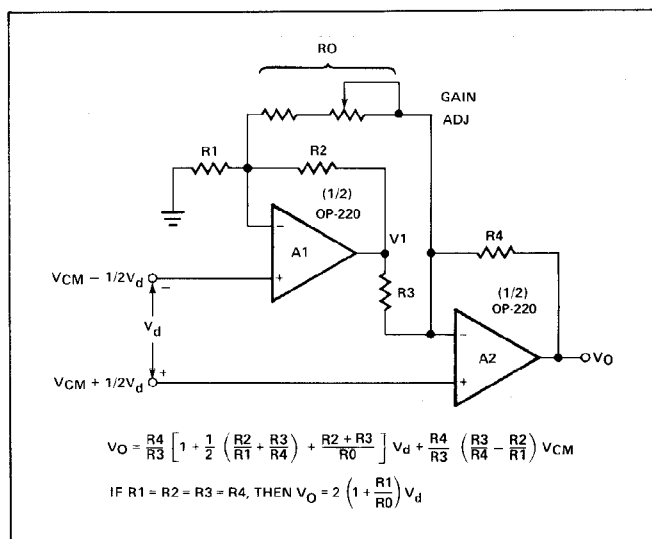 RO
GAIN
ADJ
R1
R2
(1/2)
OP-220
V1
R4
A1
R3
(1/2)
OP-220
VCM − 1/2Vd
−
+
−
Vd
A2
VO
VCM + 1/2Vd
+
−
+
VO = R4/R3 [1 + 1/2 (R2/R1 + R3/R4) + R2 + R3/R0] Vd + R4/R3 (R3/R4 − R2/R1) VCM
IF R1 = R2 = R3 = R4, THEN VO = 2 (1 + R1/R0) Vd